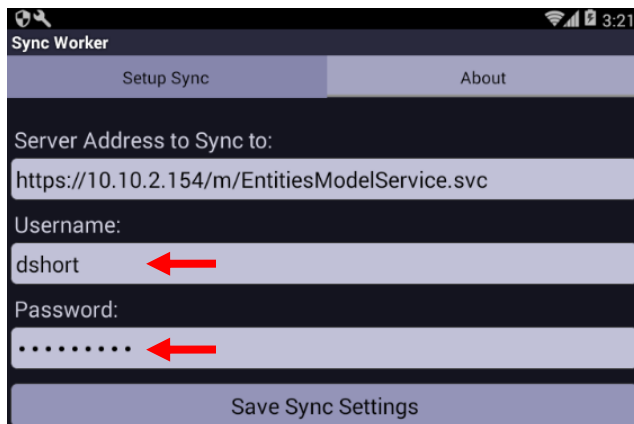 3:21
Sync Worker
Setup Sync About
Server Address to Sync to:
https://10.10.2.154/m/EntitiesModelService.svc
Username:
dshort
Password:
•••••••••
Save Sync Settings